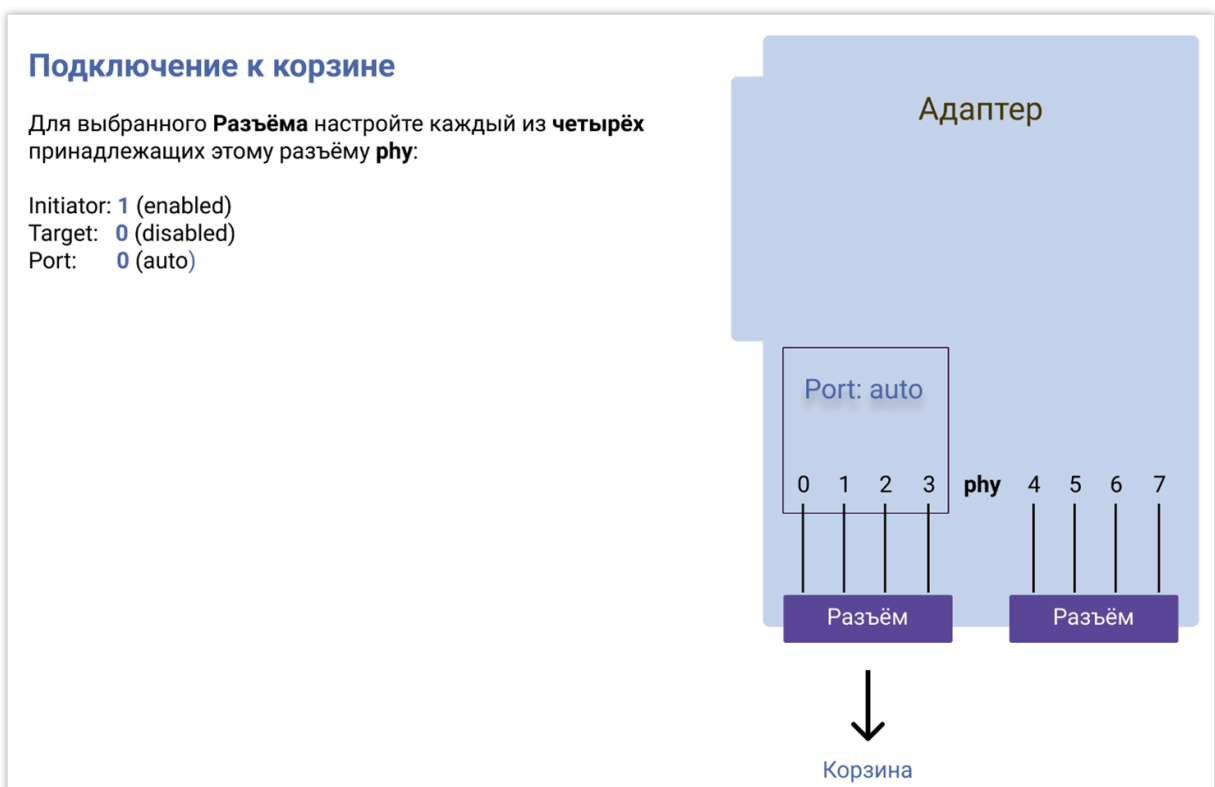 Подключение к корзине
Для выбранного Разъёма настройте каждый из четырёх
принадлежащих этому разъёму phy:
Initiator: 1 (enabled)
Target: 0 (disabled)
Port: 0 (auto)
Адаптер
Port: auto
0 1 2 3 phy 4 5 6 7
Разъём Разъём
Корзина